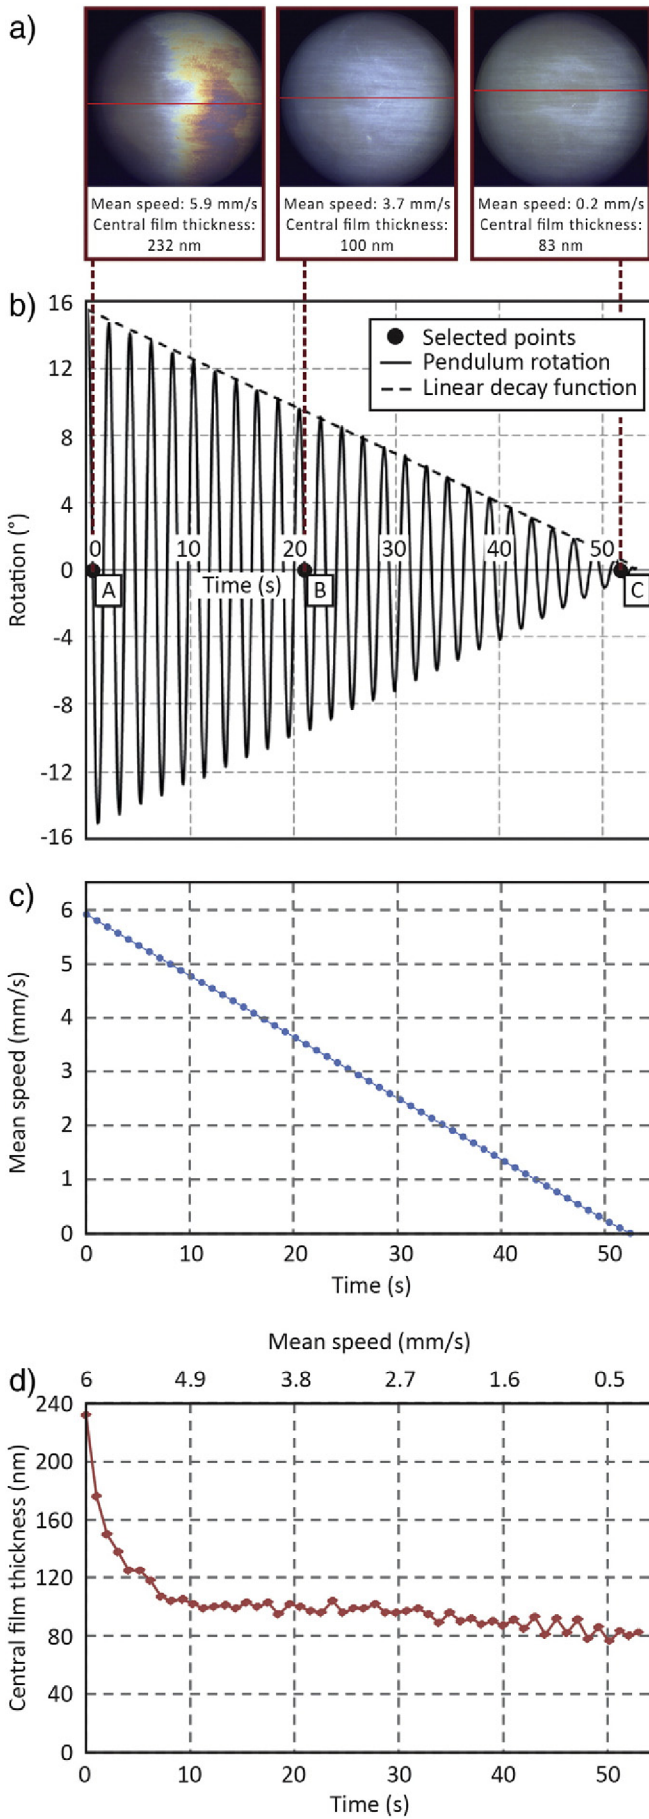 a)
Mean speed: 5.9 mm/s
Central film thickness:
232 nm
Mean speed: 3.7 mm/s
Central film thickness:
100 nm
Mean speed: 0.2 mm/s
Central film thickness:
83 nm
b)
16
12
8
4
0
-4
-8
-12
-16
Rotation (°)
Selected points
Pendulum rotation
Linear decay function
0 10 20 30 40 50
Time (s)
A B C
c)
6
5
4
3
2
1
0
Mean speed (mm/s)
0 10 20 30 40 50
Time (s)
Mean speed (mm/s)
d)
6 4.9 3.8 2.7 1.6 0.5
240
200
160
120
80
40
0
Central film thickness (nm)
0 10 20 30 40 50
Time (s)